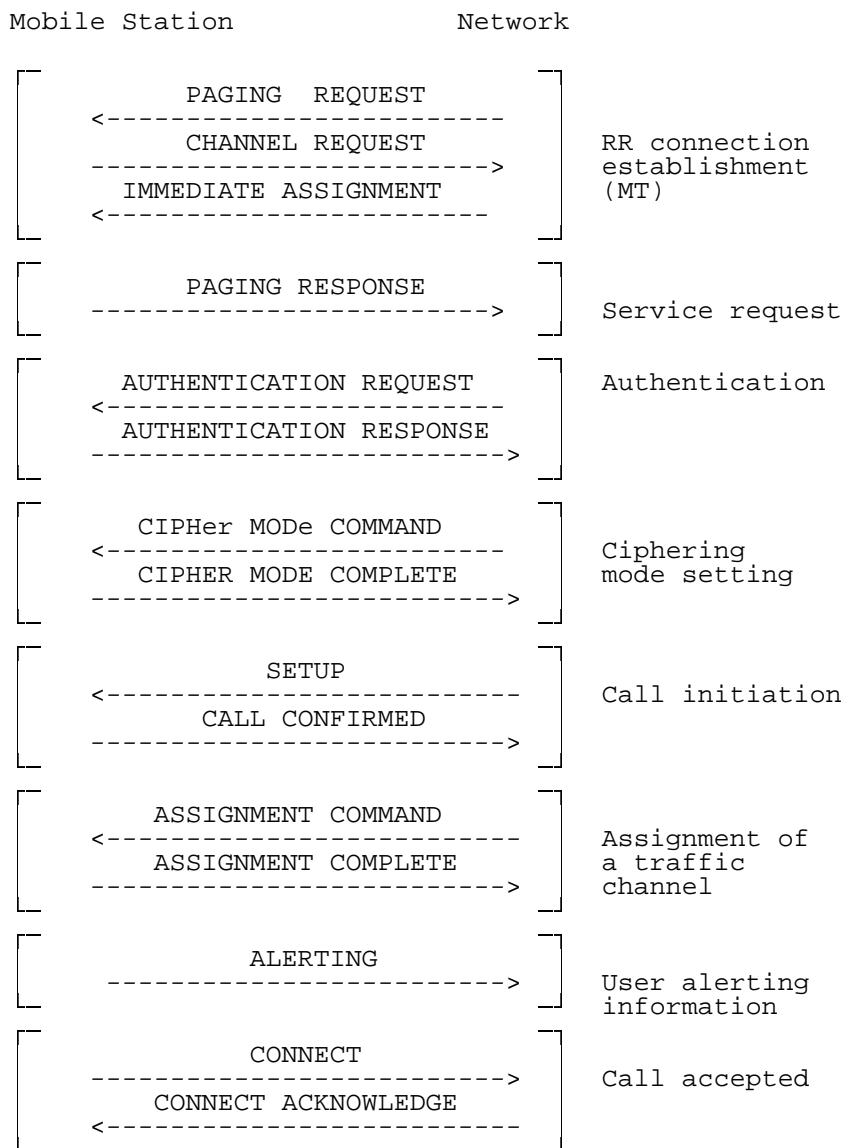 Mobile Station Network
PAGING REQUEST
<-------------------------
CHANNEL REQUEST
------------------------->
IMMEDIATE ASSIGNMENT
<------------------------
RR connection
establishment
(MT)
PAGING RESPONSE
------------------------->
Service request
AUTHENTICATION REQUEST
<-------------------------
AUTHENTICATION RESPONSE
-------------------------->
Authentication
CIPHer MODe COMMAND
<-------------------------
CIPHER MODE COMPLETE
-------------------------->
Ciphering
mode setting
SETUP
<--------------------------
CALL CONFIRMED
-------------------------->
Call initiation
ASSIGNMENT COMMAND
<--------------------------
ASSIGNMENT COMPLETE
-------------------------->
Assignment of
a traffic
channel
ALERTING
------------------------->
User alerting
information
CONNECT
-------------------------->
CONNECT ACKNOWLEDGE
<--------------------------
Call accepted